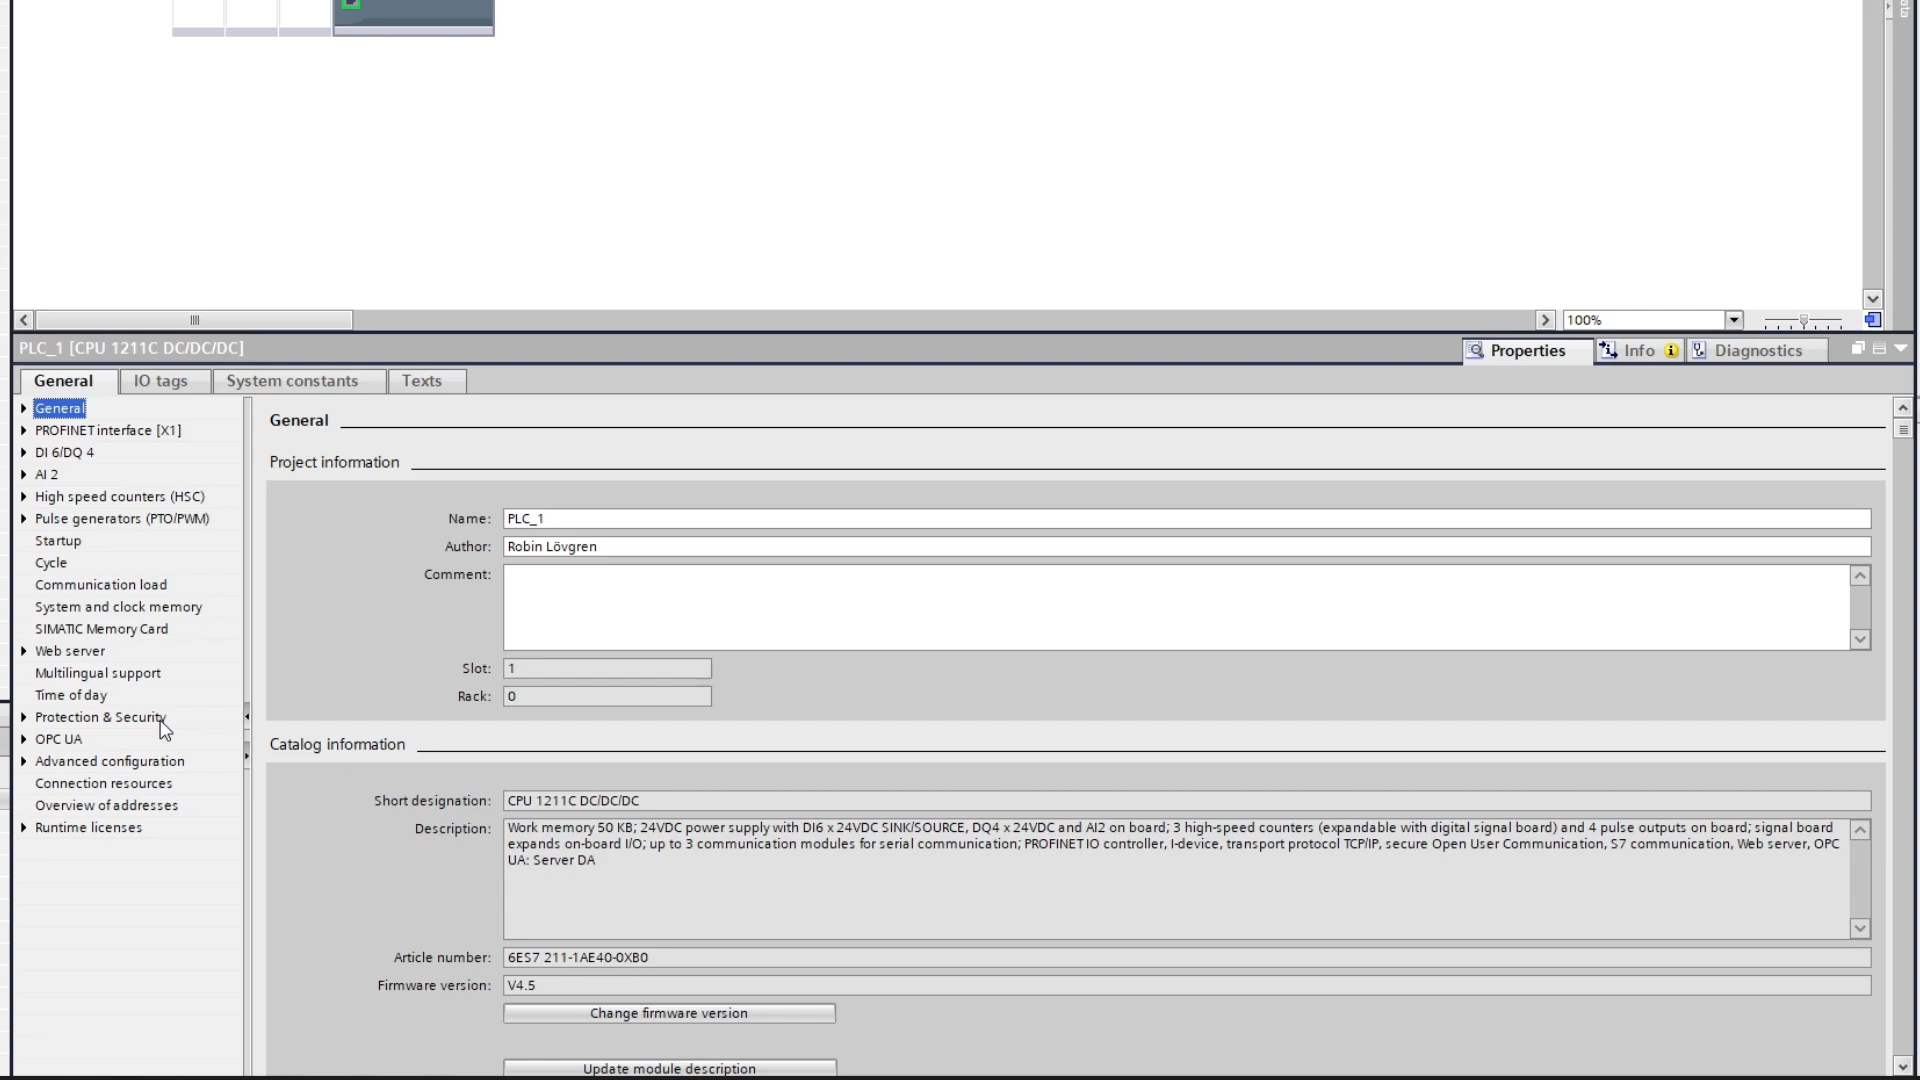 ata
100%
PLC_1 [CPU 1211C DC/DC/DC]
Properties
Info
Diagnostics
General
IO tags
System constants
Texts
General
PROFINET interface [X1]
DI 6/DQ 4
AI 2
High speed counters (HSC)
Pulse generators (PTO/PWM)
Startup
Cycle
Communication load
System and clock memory
SIMATIC Memory Card
Web server
Multilingual support
Time of day
Protection & Security
OPC UA
Advanced configuration
Connection resources
Overview of addresses
Runtime licenses
General
Project information
Name: PLC_1
Author: Robin Lövgren
Comment:
Slot: 1
Rack: 0
Catalog information
Short designation: CPU 1211C DC/DC/DC
Description: Work memory 50 KB; 24VDC power supply with DI6 x 24VDC SINK/SOURCE, DQ4 x 24VDC and AI2 on board; 3 high-speed counters (expandable with digital signal board) and 4 pulse outputs on board; signal board
expands on-board I/O; up to 3 communication modules for serial communication; PROFINET IO controller, I-device, transport protocol TCP/IP, secure Open User Communication, S7 communication, Web server, OPC
UA: Server DA
Article number: 6ES7 211-1AE40-0XB0
Firmware version: V4.5
Change firmware version
Update module description